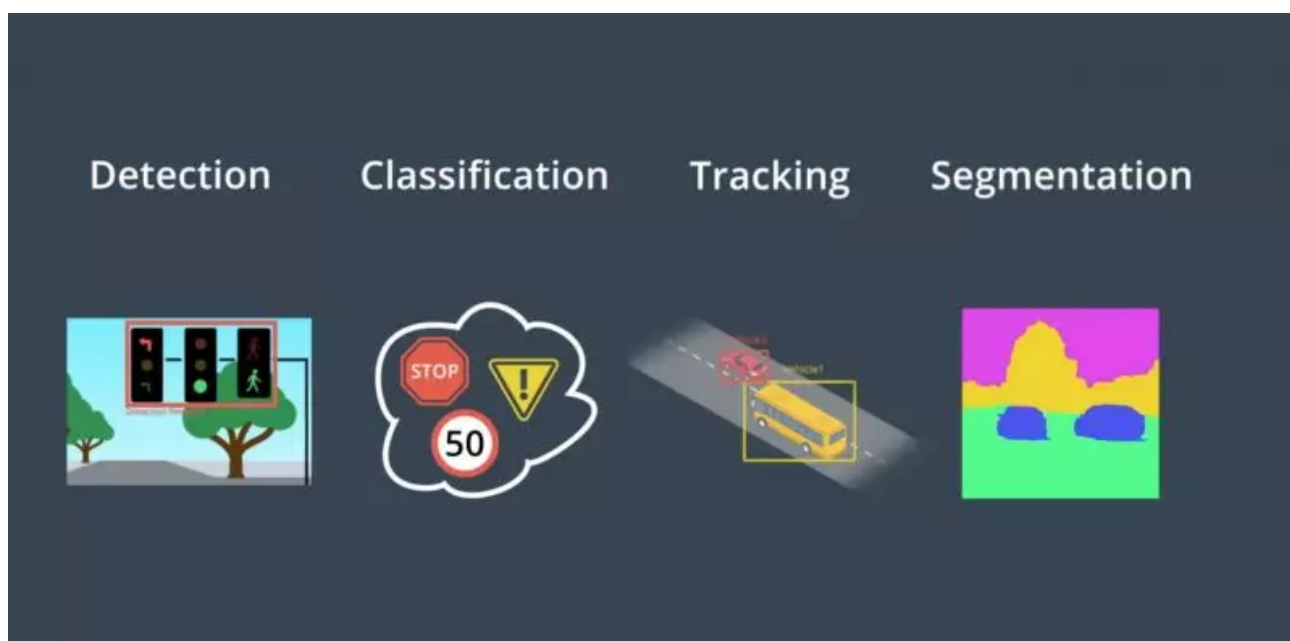 Detection
Classification
Tracking
Segmentation
STOP
50
vehicle1